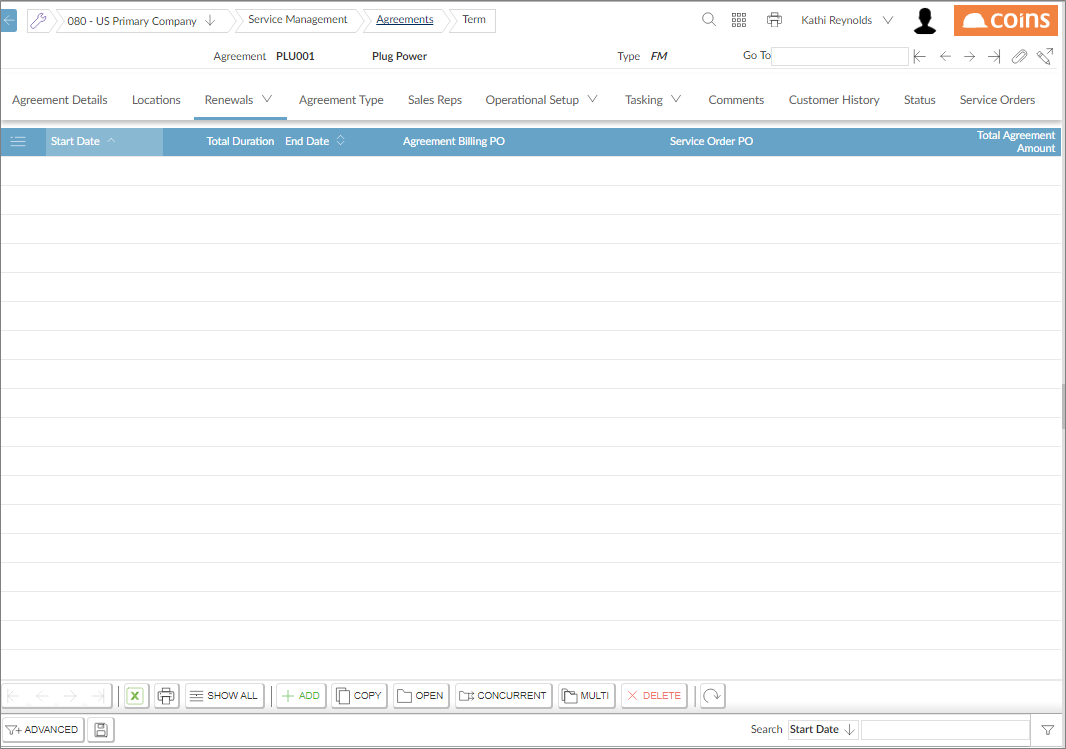 080 - US Primary Company Service Management Agreements Term Kathi Reynolds coins
Agreement PLU001 Plug Power Type FM Go To
Agreement Details Locations Renewals Agreement Type Sales Reps Operational Setup Tasking Comments Customer History Status Service Orders
Start Date Total Duration End Date Agreement Billing PO Service Order PO Total Agreement
Amount
X SHOW ALL ADD COPY OPEN CONCURRENT MULTI DELETE
ADVANCED Search Start Date